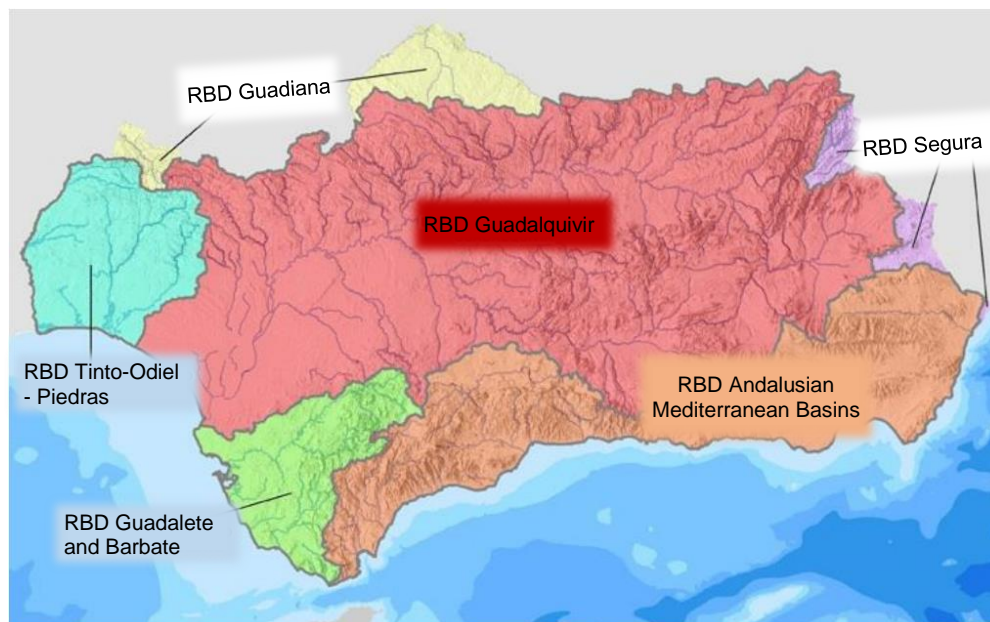 RBD Guadiana
RBD Segura
RBD Guadalquivir
RBD Tinto-Odiel
- Piedras
RBD Andalusian
Mediterranean Basins
RBD Guadalete
and Barbate